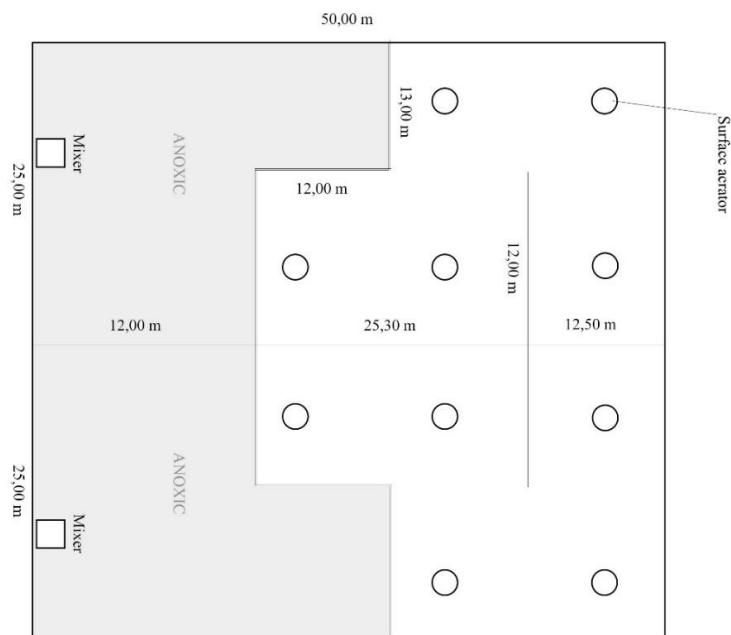 50,00 m
13,00 m
Surface aerator
Mixer
ANOXIC
25,00 m
12,00 m
12,00 m
12,00 m
25,30 m
12,50 m
ANOXIC
25,00 m
Mixer